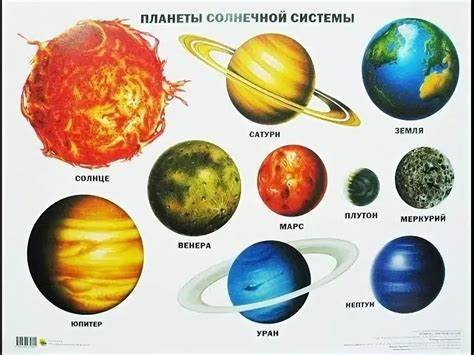 ПЛАНЕТЫ СОЛНЕЧНОЙ СИСТЕМЫ
САТУРН
ЗЕМЛЯ
СОЛНЦЕ
ВЕНЕРА
МАРС
ПЛУТОН
МЕРКУРИЙ
ЮПИТЕР
УРАН
НЕПТУН